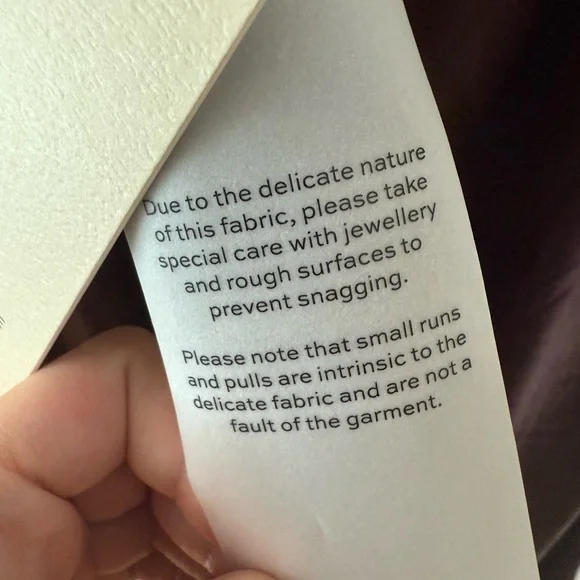 Due to the delicate nature
of this fabric, please take
special care with jewellery
and rough surfaces to
prevent snagging.
Please note that small runs
and pulls are intrinsic to the
delicate fabric and are not a
fault of the garment.